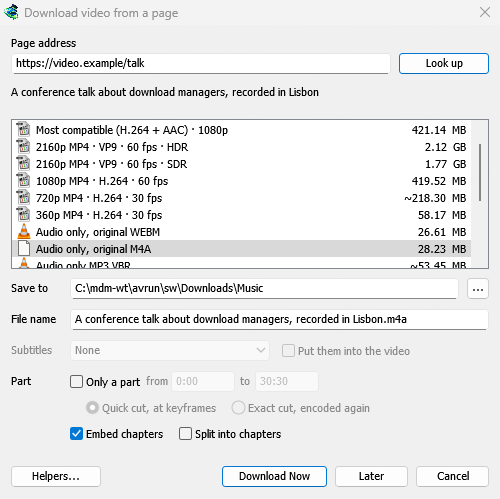 Download video from a page
Page address
https://video.example/talk
Look up
A conference talk about download managers, recorded in Lisbon
Most compatible (H.264 + AAC) · 1080p 421.14 MB
2160p MP4 · VP9 · 60 fps · HDR 2.12 GB
2160p MP4 · VP9 · 60 fps · SDR 1.77 GB
1080p MP4 · H.264 · 60 fps 419.52 MB
720p MP4 · H.264 · 30 fps ~218.30 MB
360p MP4 · H.264 · 30 fps 58.17 MB
Audio only, original WEBM 26.61 MB
Audio only, original M4A 28.23 MB
Audio only MP3 VBR ~53.45 MB
Save to C:\mdm-wt\avrun\sw\Downloads\Music ...
File name A conference talk about download managers, recorded in Lisbon.m4a
Subtitles None Put them into the video
Part Only a part from 0:00 to 30:30
Quick cut, at keyframes Exact cut, encoded again
Embed chapters Split into chapters
Helpers... Download Now Later Cancel